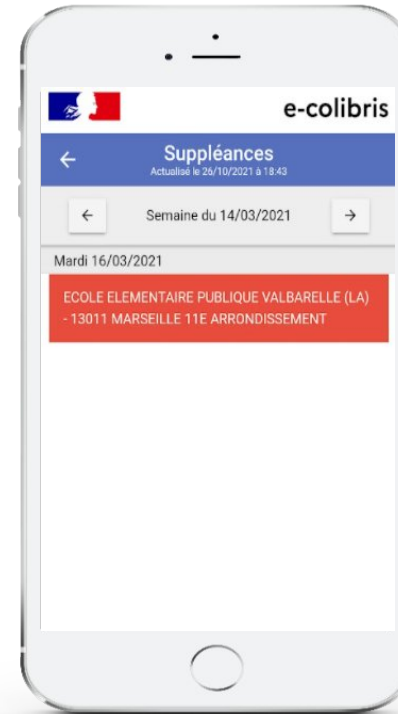 e-colibris
Suppléances
Actualisé le 26/10/2021 à 18:43
Semaine du 14/03/2021
Mardi 16/03/2021
ECOLE ELEMENTAIRE PUBLIQUE VALBARELLE (LA)
- 13011 MARSEILLE 11E ARRONDISSEMENT